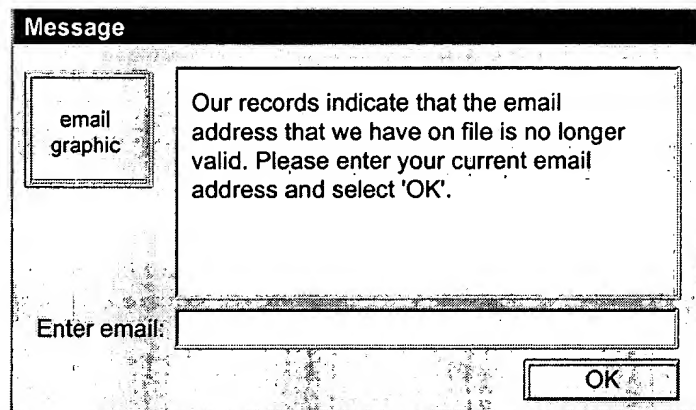 Message
email
graphic
Our records indicate that the email
address that we have on file is no longer
valid. Please enter your current email
address and select 'OK'.
Enter email:
OK